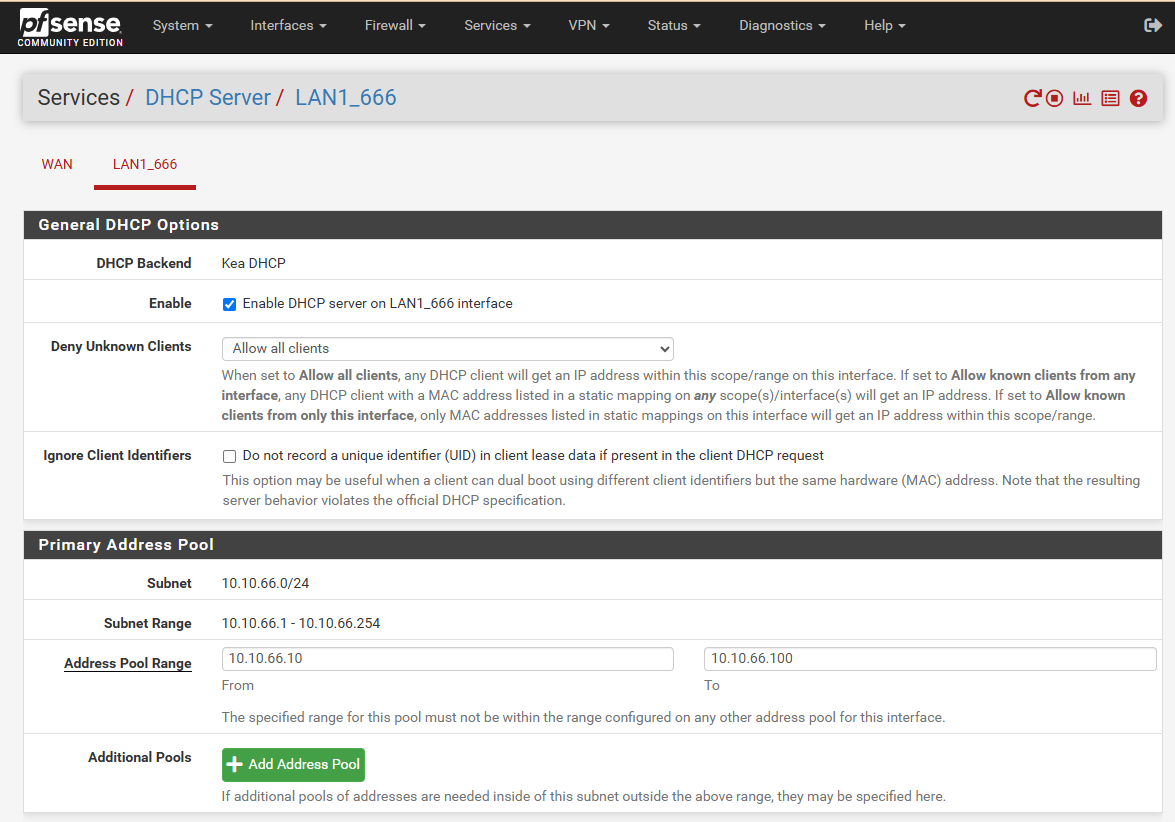 pfsense
COMMUNITY EDITION
System Interfaces Firewall Services VPN Status Diagnostics Help
Services / DHCP Server / LAN1_666
WAN LAN1_666
General DHCP Options
DHCP Backend Kea DHCP
Enable Enable DHCP server on LAN1_666 interface
Deny Unknown Clients Allow all clients
When set to Allow all clients, any DHCP client will get an IP address within this scope/range on this interface. If set to Allow known clients from any
interface, any DHCP client with a MAC address listed in a static mapping on any scope(s)/interface(s) will get an IP address. If set to Allow known
clients from only this interface, only MAC addresses listed in static mappings on this interface will get an IP address within this scope/range.
Ignore Client Identifiers Do not record a unique identifier (UID) in client lease data if present in the client DHCP request
This option may be useful when a client can dual boot using different client identifiers but the same hardware (MAC) address. Note that the resulting
server behavior violates the official DHCP specification.
Primary Address Pool
Subnet 10.10.66.0/24
Subnet Range 10.10.66.1 - 10.10.66.254
Address Pool Range 10.10.66.10 10.10.66.100
From To
The specified range for this pool must not be within the range configured on any other address pool for this interface.
Additional Pools Add Address Pool
If additional pools of addresses are needed inside of this subnet outside the above range, they may be specified here.